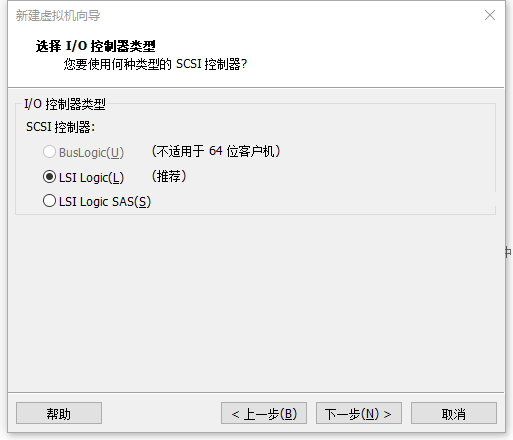 新建虚拟机向导
选择 I/O 控制器类型
您要使用何种类型的 SCSI 控制器?
I/O 控制器类型
SCSI 控制器:
BusLogic(U) (不适用于 64 位客户机)
LSI Logic(L) (推荐)
LSI Logic SAS(S)
中
帮助 < 上一步(B) 下一步(N) > 取消